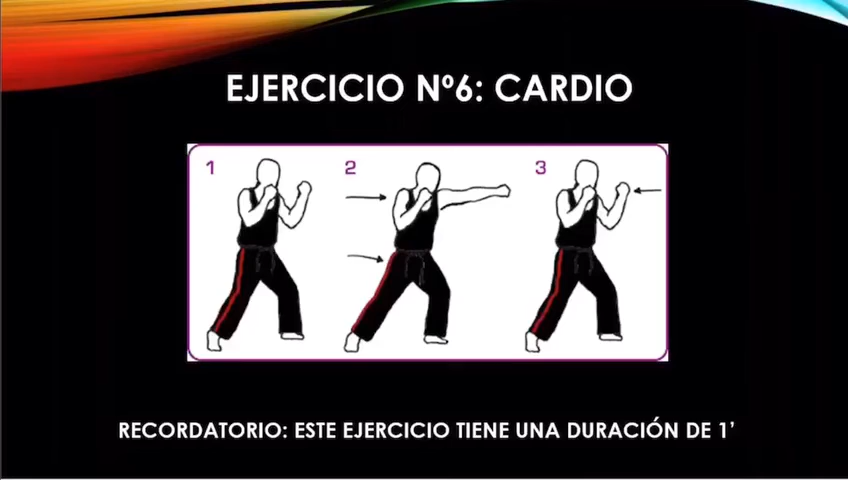 EJERCICIO Nº6: CARDIO
1 2 3
RECORDATORIO: ESTE EJERCICIO TIENE UNA DURACIÓN DE 1’